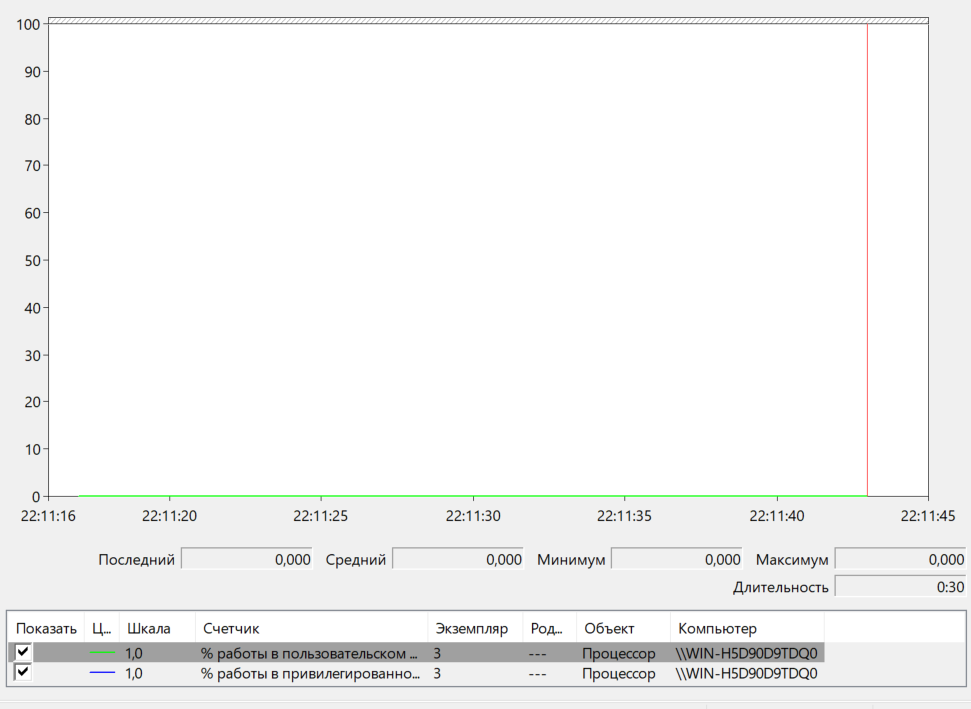 100
90
80
70
60
50
40
30
20
10
0
22:11:16 22:11:20 22:11:25 22:11:30 22:11:35 22:11:40 22:11:45
Последний 0,000 Средний 0,000 Минимум 0,000 Максимум 0,000
Длительность 0:30
Показать Ц... Шкала Счетчик Экземпляр Род... Объект Компьютер
1,0 % работы в пользовательском ... 3 --- Процессор \\WIN-H5D90D9TDQ0
1,0 % работы в привилегированно... 3 --- Процессор \\WIN-H5D90D9TDQ0